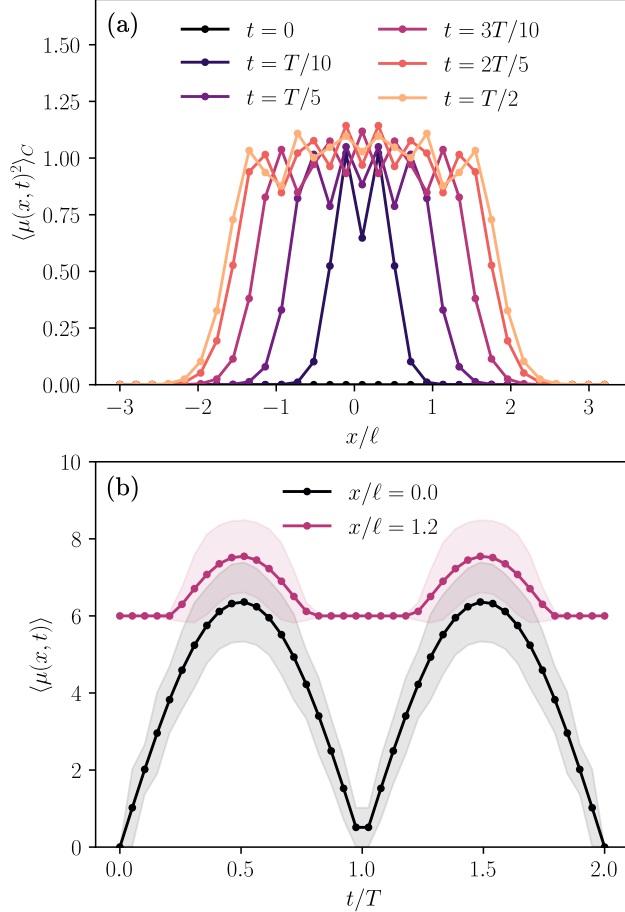 (a)
t = 0
t = T/10
t = T/5
t = 3T/10
t = 2T/5
t = T/2
⟨μ(x, t)²⟩_C
1.50
1.25
1.00
0.75
0.50
0.25
0.00
−3 −2 −1 0 1 2 3
x/ℓ
(b)
x/ℓ = 0.0
x/ℓ = 1.2
⟨μ(x, t)⟩
10
8
6
4
2
0
0.0 0.5 1.0 1.5 2.0
t/T